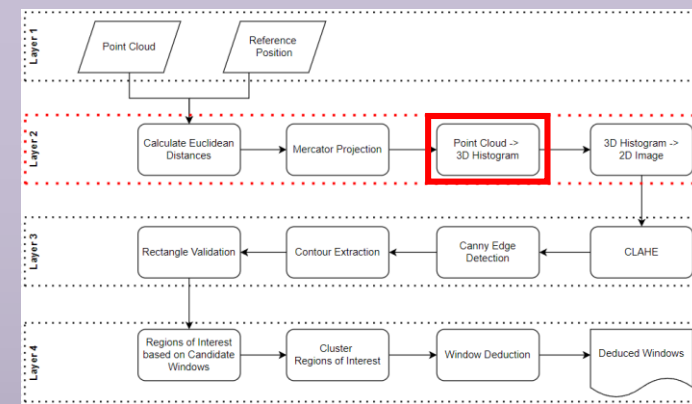 Layer 1
Point Cloud
Reference
Position
Layer 2
Calculate Euclidean
Distances
Mercator Projection
Point Cloud ->
3D Histogram
3D Histogram ->
2D Image
Layer 3
Rectangle Validation
Contour Extraction
Canny Edge
Detection
CLAHE
Layer 4
Regions of Interest
based on Candidate
Windows
Cluster
Regions of Interest
Window Deduction
Deduced Windows